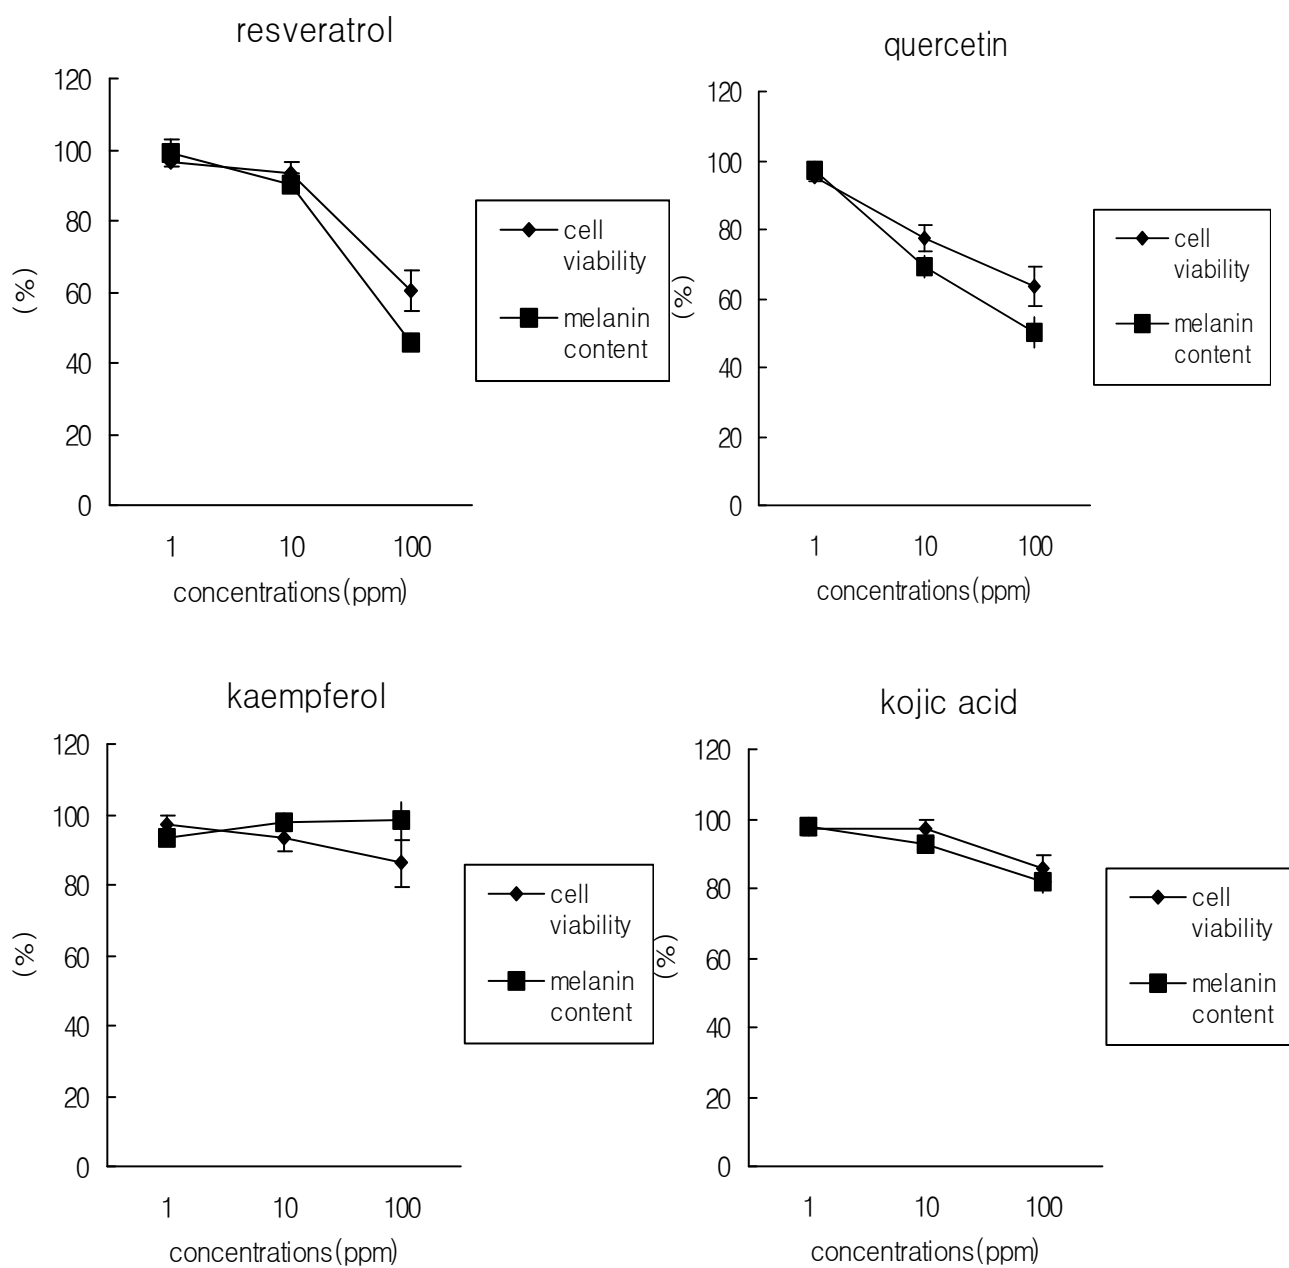 resveratrol
120
100
80
60
40
20
0
(%)
1 10 100
concentrations(ppm)
cell
viability
melanin
content
quercetin
120
100
80
60
40
20
0
(%)
1 10 100
concentrations(ppm)
cell
viability
melanin
content
kaempferol
120
100
80
60
40
20
0
(%)
1 10 100
concentrations(ppm)
cell
viability
melanin
content
kojic acid
120
100
80
60
40
20
0
(%)
1 10 100
concentrations(ppm)
cell
viability
melanin
content